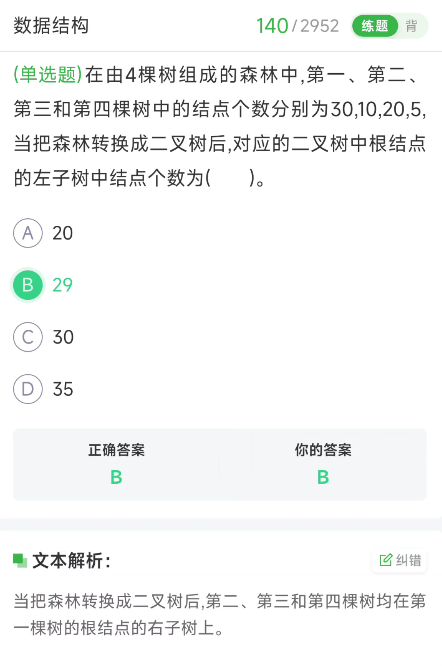 数据结构 140/2952 练题 背
(单选题)在由4棵树组成的森林中,第一、第二、
第三和第四棵树中的结点个数分别为30,10,20,5,
当把森林转换成二叉树后,对应的二叉树中根结点
的左子树中结点个数为( )。
A 20
B 29
C 30
D 35
正确答案 你的答案
B B
文本解析: 纠错
当把森林转换成二叉树后,第二、第三和第四棵树均在第
一棵树的根结点的右子树上。